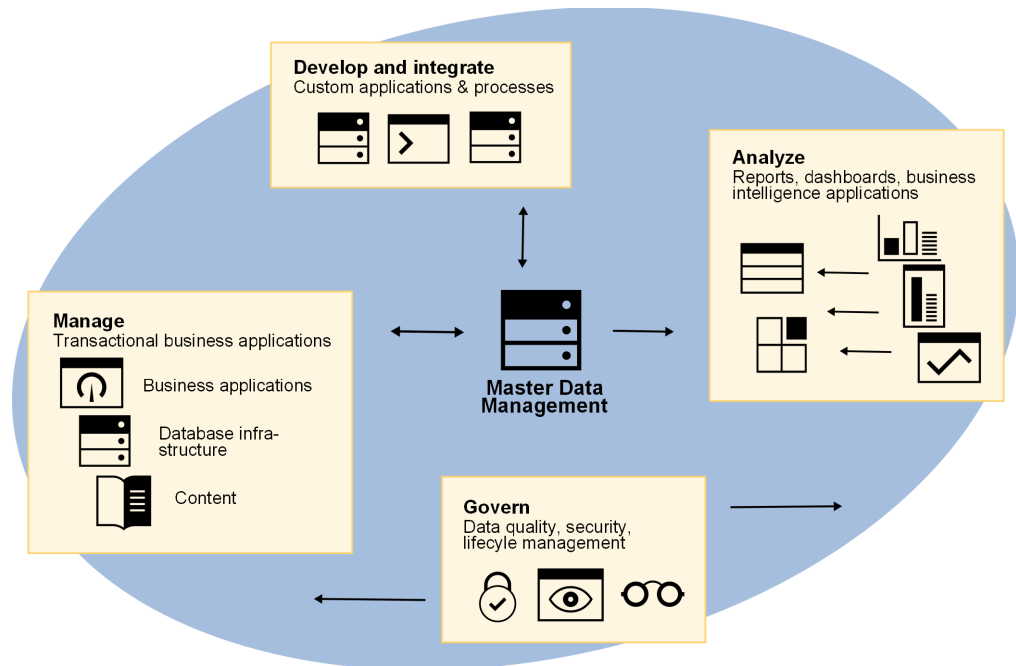 Develop and integrate
Custom applications & processes
Analyze
Reports, dashboards, business
intelligence applications
Manage
Transactional business applications
Business applications
Database infra-
structure
Content
Master Data
Management
Govern
Data quality, security,
lifecyle management